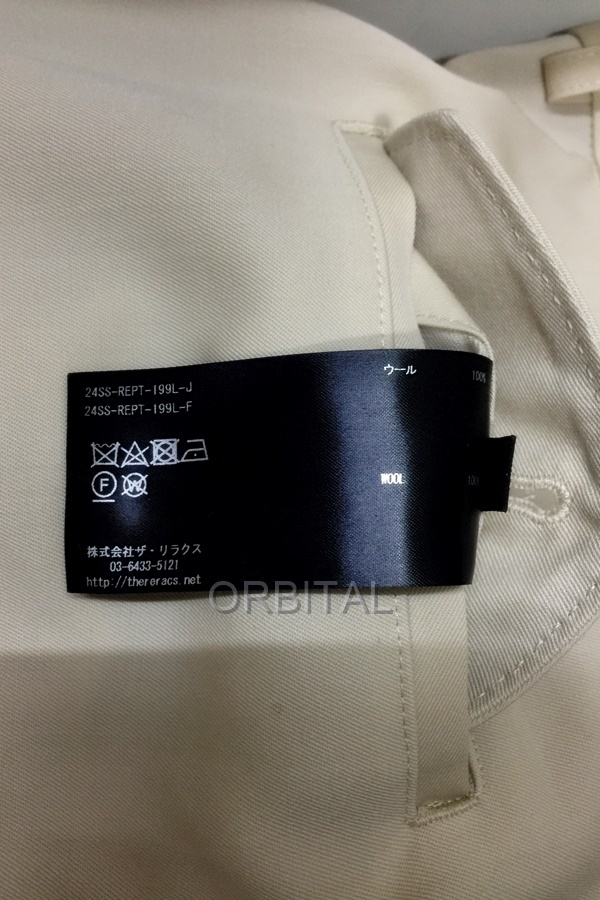 24SS-REPT-199L-J
24SS-REPT-199L-F
ウール 100%
WOOL 100%
F W
株式会社ザ・リラクス
03-6433-5121
http://thereracs.net
ORBITAL